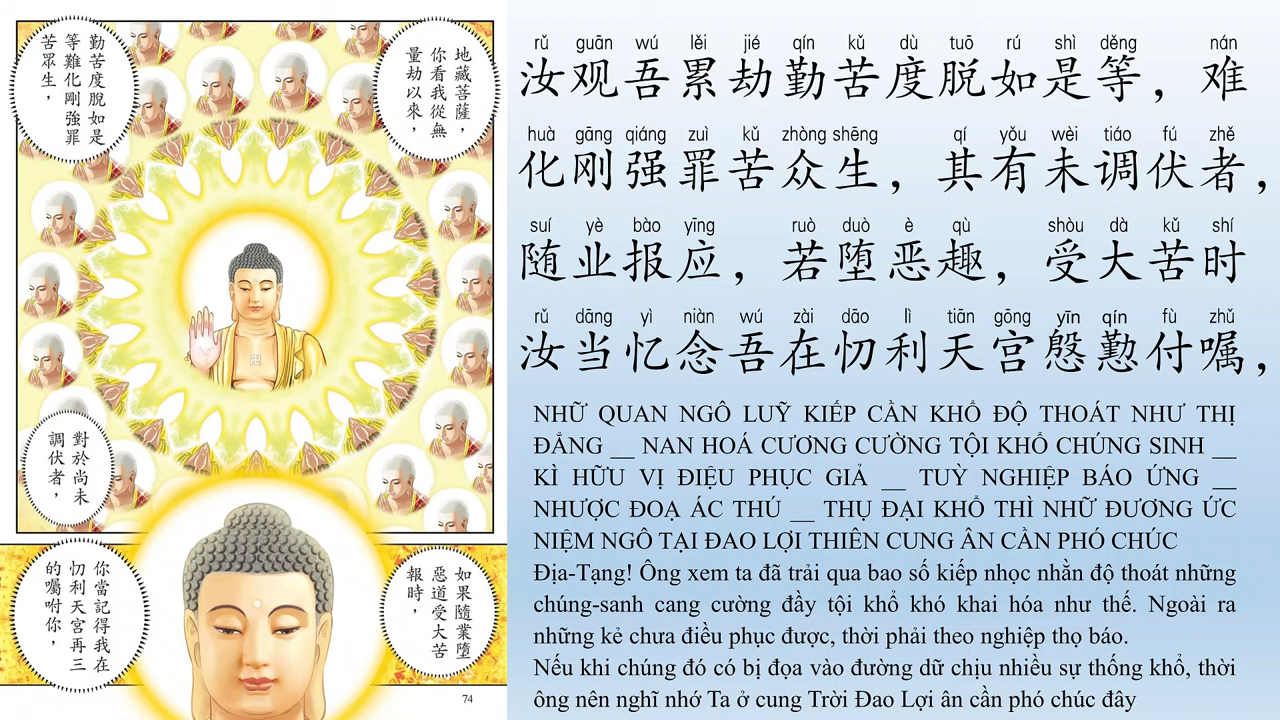 地藏菩薩，
你看我從無
量劫以來，
勤苦度脫如是
等難化剛強罪
苦眾生，
對於尚未
調伏者，
如果隨業墮
惡道受大苦
報時，
你當記得我在
忉利天宮再三
的囑咐你，
74
rǔ guān wú lěi jié qín kǔ dù tuō rú shì děng nán
汝观吾累劫勤苦度脱如是等，难
huà gāng qiáng zuì kǔ zhòng shēng qí yǒu wèi tiáo fú zhě
化刚强罪苦众生，其有未调伏者，
suí yè bào yīng ruò duò è qù shòu dà kǔ shí
随业报应，若堕恶趣，受大苦时
rǔ dāng yì niàn wú zài dāo lì tiān gōng yīn qín fù zhǔ
汝当忆念吾在忉利天宫慇懃付嘱，
NHỮ QUAN NGÔ LUỸ KIẾP CẦN KHỔ ĐỘ THOÁT NHƯ THỊ
ĐẲNG __ NAN HOÁ CƯƠNG CƯỜNG TỘI KHỔ CHÚNG SINH __
KÌ HỮU VỊ ĐIỆU PHỤC GIẢ __ TUỲ NGHIỆP BÁO ỨNG __
NHƯỢC ĐOẠ ÁC THÚ __ THỤ ĐẠI KHỔ THÌ NHỮ ĐƯƠNG ỨC
NIỆM NGÔ TẠI ĐAO LỢI THIÊN CUNG ÂN CẦN PHÓ CHÚC
Địa-Tạng! Ông xem ta đã trải qua bao số kiếp nhọc nhằn độ thoát những
chúng-sanh cang cường đầy tội khổ khó khai hóa như thế. Ngoài ra
những kẻ chưa điều phục được, thời phải theo nghiệp thọ báo.
Nếu khi chúng đó có bị đọa vào đường dữ chịu nhiều sự thống khổ, thời
ông nên nghĩ nhớ Ta ở cung Trời Đao Lợi ân cần phó chúc đây